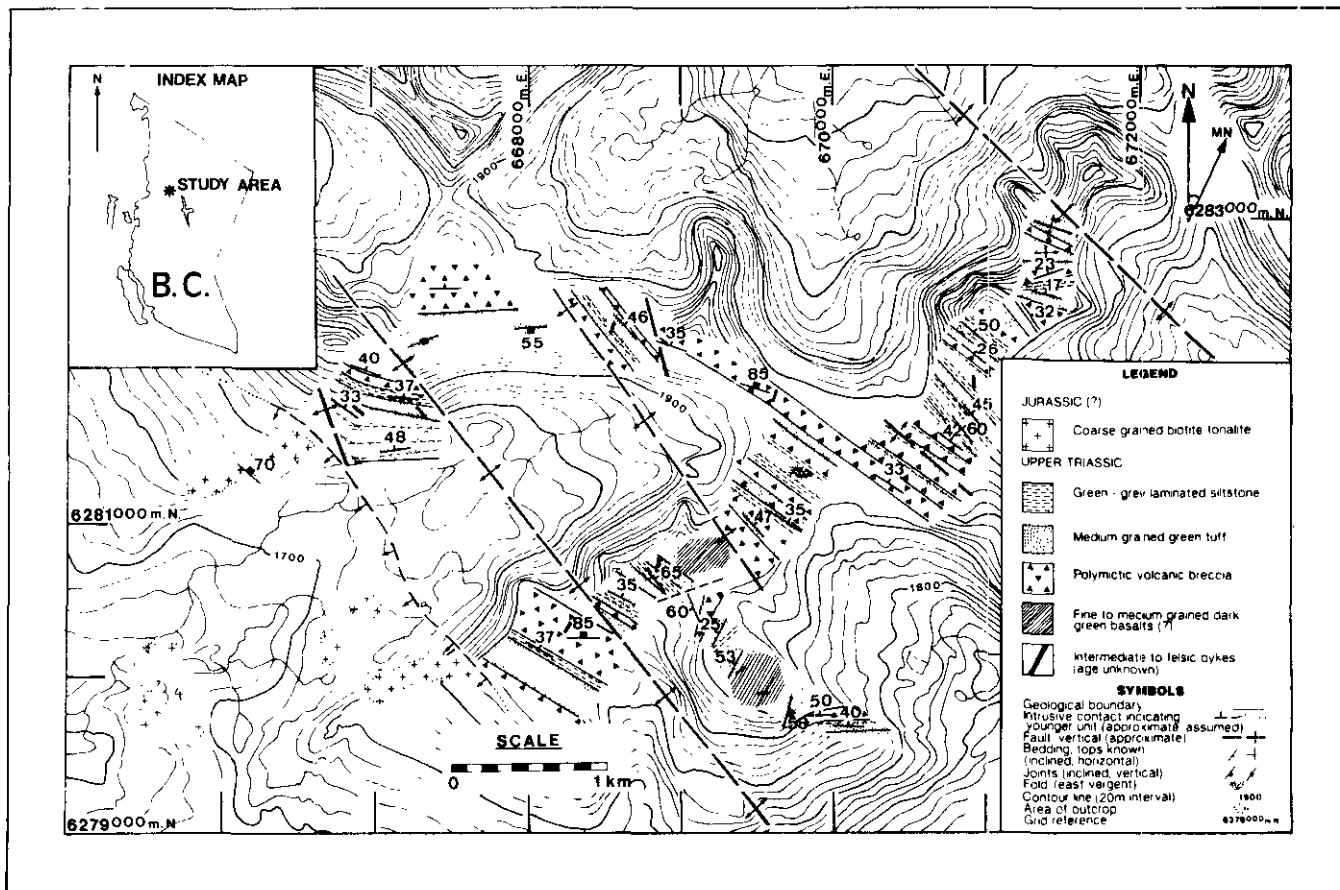 INDEX MAP
N
STUDY AREA
B.C.
668000m.E.
670000m.E.
672000m.E.
N
MN
6283000m.N.
1900
46
35
55
40
37
33
48
70
85
1900
23
17
32
50
26
45
60
42
33
35
47
6281000m.N.
1700
65
35
60
25
53
85
37
1800
50
40
50
SCALE
0 1km
6279000m.N.
LEGEND
JURASSIC (?)
Coarse grained biotite tonalite
UPPER TRIASSIC
Green - grey laminated siltstone
Medium grained green tuff
Polymictic volcanic breccia
Fine to medium grained dark
green basalts (?)
Intermediate to felsic dykes
(age unknown)
SYMBOLS
Geological boundary
Intrusive contact indicating
younger unit (approximate, assumed)
Fault, vertical (approximate)
Bedding, tops known
(inclined, horizontal)
Joints (inclined, vertical)
Fold (east vergent)
Contour line (20m interval) 1900
Area of outcrop
Grid reference